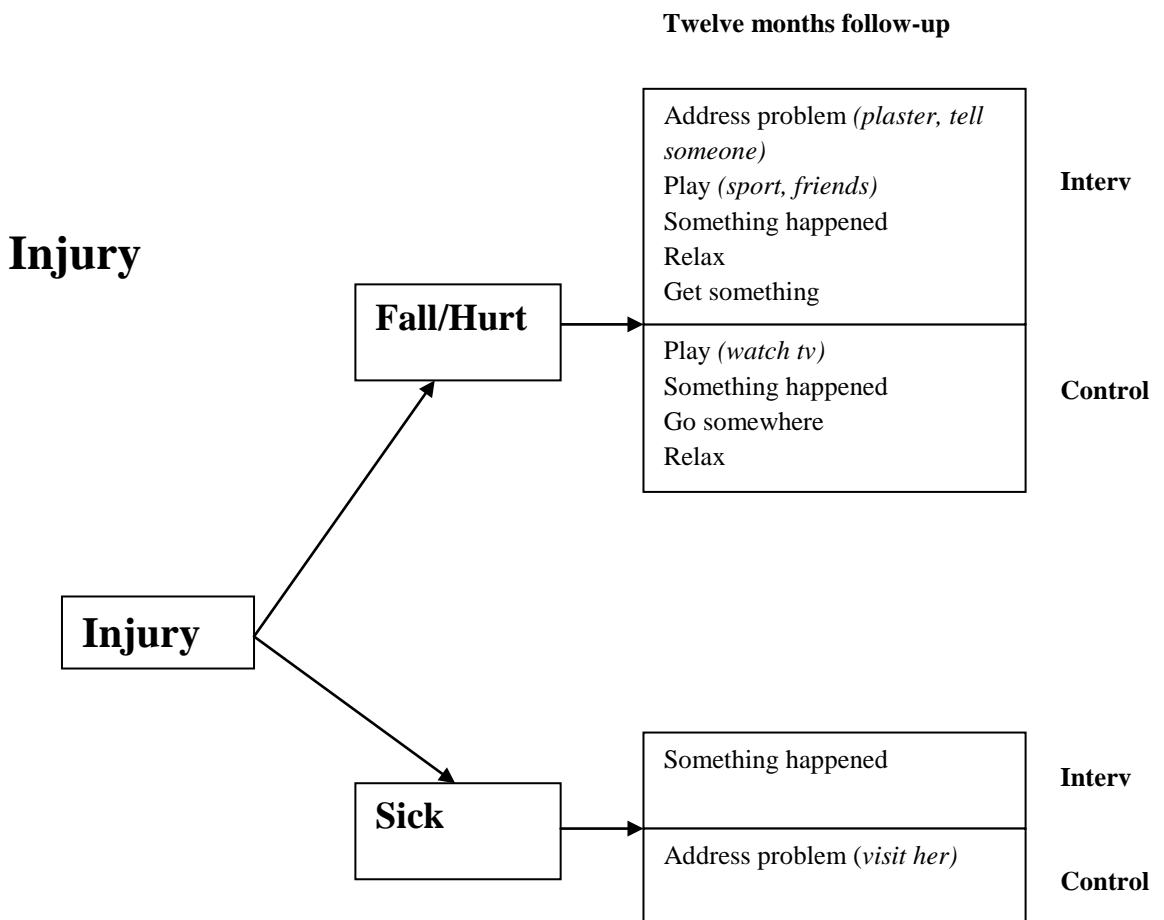 Twelve months follow-up
Injury
Address problem (plaster, tell
someone)
Play (sport, friends)
Something happened
Relax
Get something
Interv
Fall/Hurt
Play (watch tv)
Something happened
Go somewhere
Relax
Control
Injury
Something happened
Interv
Sick
Address problem (visit her)
Control